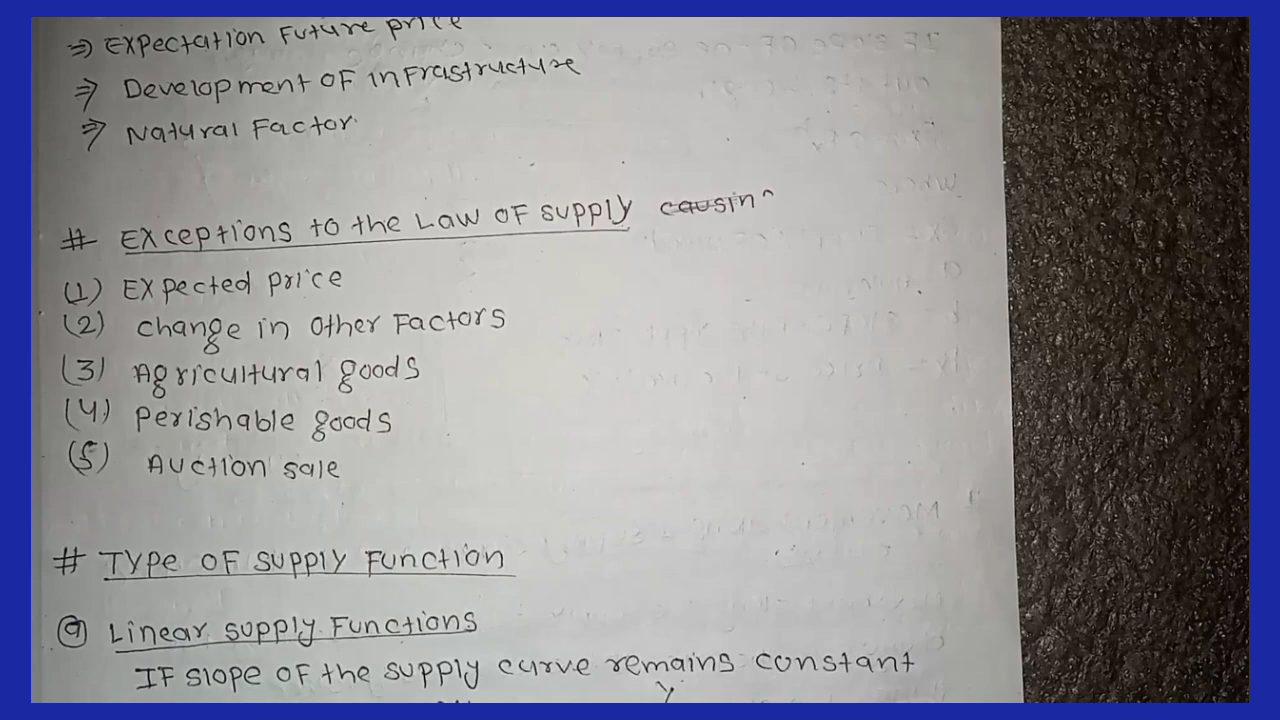 ⇒ Expectation Future price
⇒ Development of infrastructure
⇒ Natural Factor.
# Exceptions to the Law of supply
(1) Expected price
(2) change in other Factors
(3) Agricultural goods
(4) perishable goods
(5) Auction sale
# Type of supply Function
(a) Linear supply Functions
If slope of the supply curve remains constant